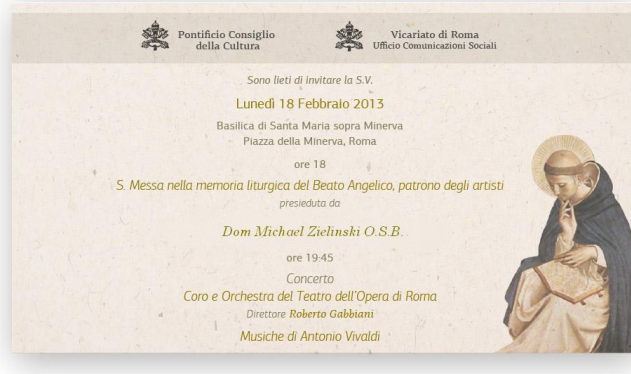 Pontificio Consiglio
della Cultura
Vicariato di Roma
Ufficio Comunicazioni Sociali
Sono lieti di invitare la S.V.
Lunedì 18 Febbraio 2013
Basilica di Santa Maria sopra Minerva
Piazza della Minerva, Roma
ore 18
S. Messa nella memoria liturgica del Beato Angelico, patrono degli artisti
presieduta da
Dom Michael Zielinski O.S.B.
ore 19:45
Concerto
Coro e Orchestra del Teatro dell'Opera di Roma
Direttore Roberto Gabbiani
Musiche di Antonio Vivaldi